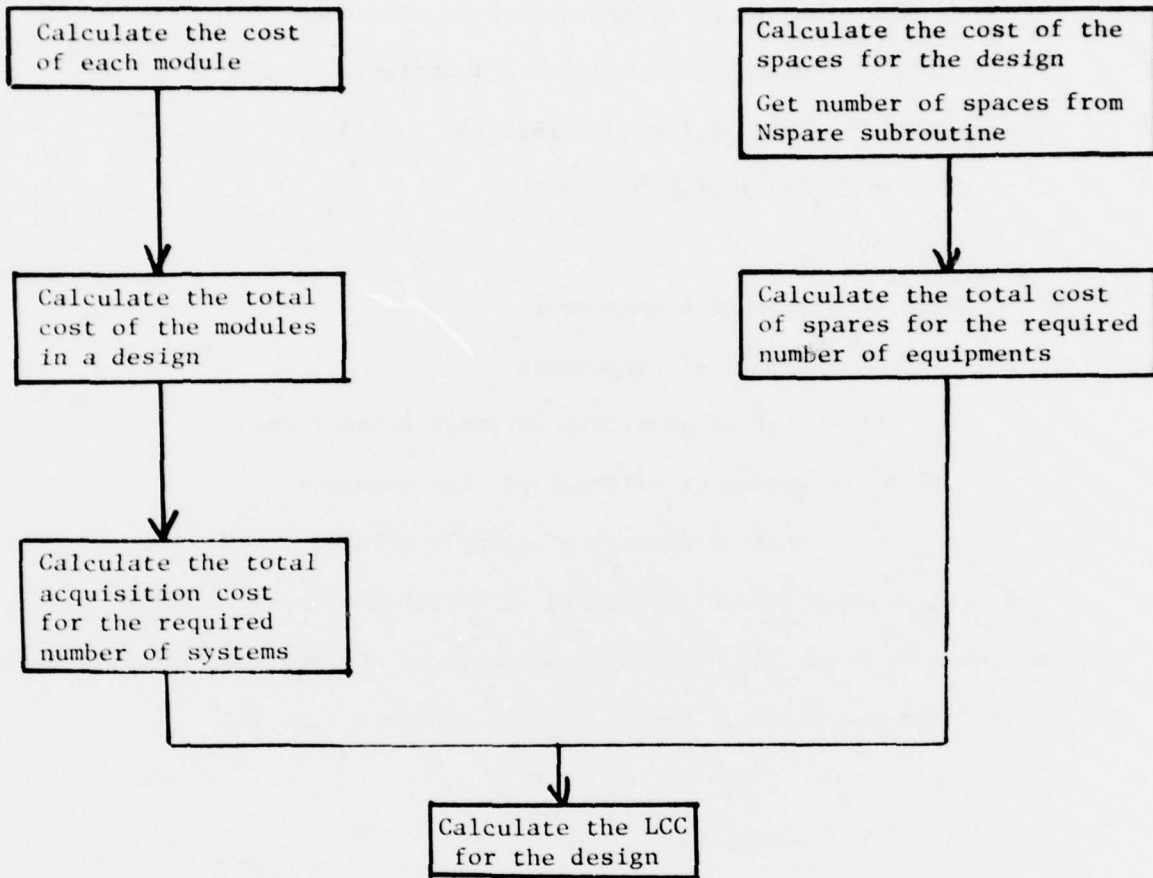 Calculate the cost
of each module
Calculate the total
cost of the modules
in a design
Calculate the total
acquisition cost
for the required
number of systems
Calculate the cost of the
spaces for the design
Get number of spaces from
Nspare subroutine
Calculate the total cost
of spares for the required
number of equipments
Calculate the LCC
for the design